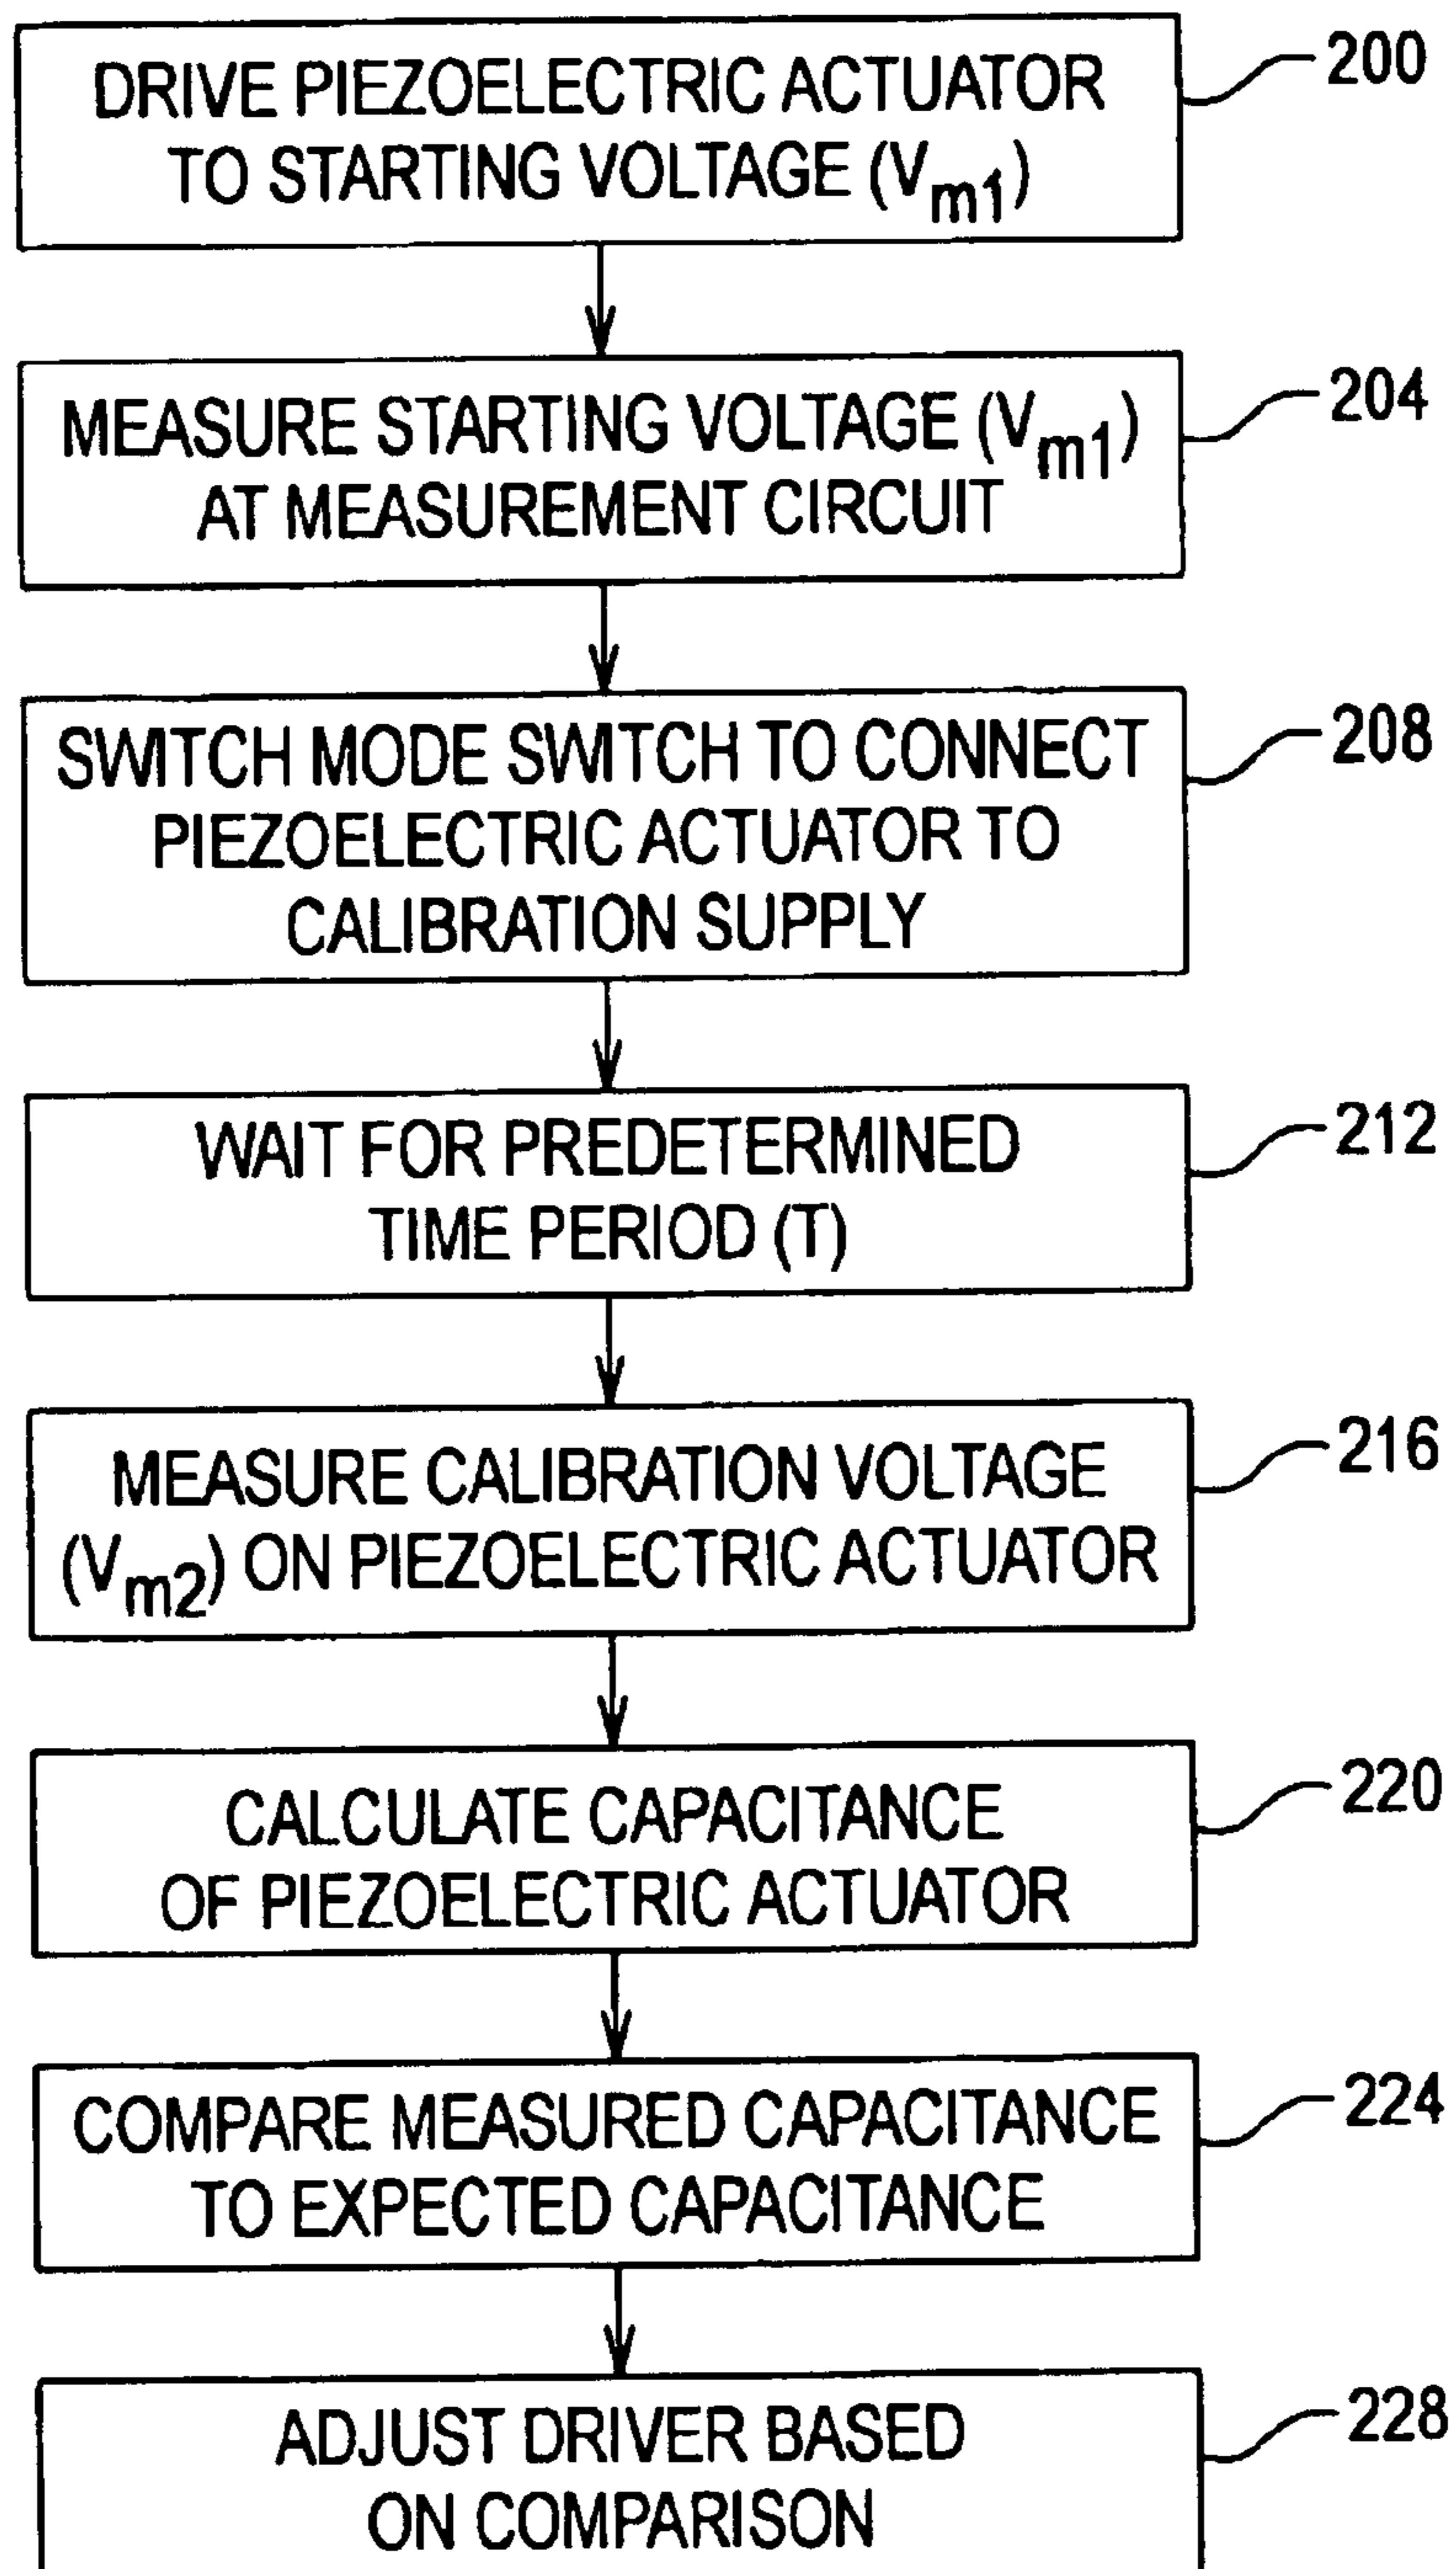 DRIVE PIEZOELECTRIC ACTUATOR
TO STARTING VOLTAGE (Vm1)
200
MEASURE STARTING VOLTAGE (Vm1)
AT MEASUREMENT CIRCUIT
204
SWITCH MODE SWITCH TO CONNECT
PIEZOELECTRIC ACTUATOR TO
CALIBRATION SUPPLY
208
WAIT FOR PREDETERMINED
TIME PERIOD (T)
212
MEASURE CALIBRATION VOLTAGE
(Vm2) ON PIEZOELECTRIC ACTUATOR
216
CALCULATE CAPACITANCE
OF PIEZOELECTRIC ACTUATOR
220
COMPARE MEASURED CAPACITANCE
TO EXPECTED CAPACITANCE
224
ADJUST DRIVER BASED
ON COMPARISON
228